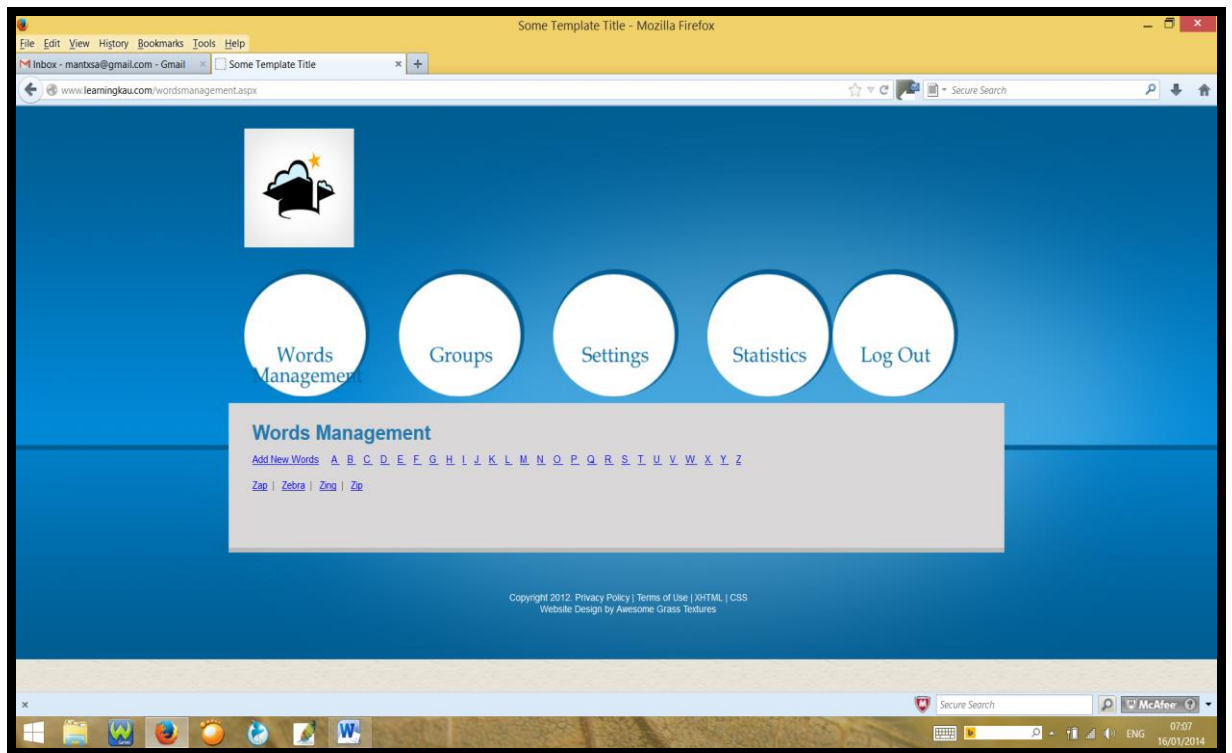 Some Template Title - Mozilla Firefox
File Edit View History Bookmarks Tools Help
Inbox - mantxsa@gmail.com - Gmail × Some Template Title × +
www.learningkau.com/wordsmanagement.aspx Secure Search
Words Management
Groups
Settings
Statistics
Log Out
Words Management
Add New Words A B C D E F G H I J K L M N O P Q R S T U V W X Y Z
Zap | Zebra | Zing | Zip
Copyright 2012. Privacy Policy | Terms of Use | XHTML | CSS
Website Design by Awesome Grass Textures
× Secure Search McAfee ?
ENG 07:07
16/01/2014